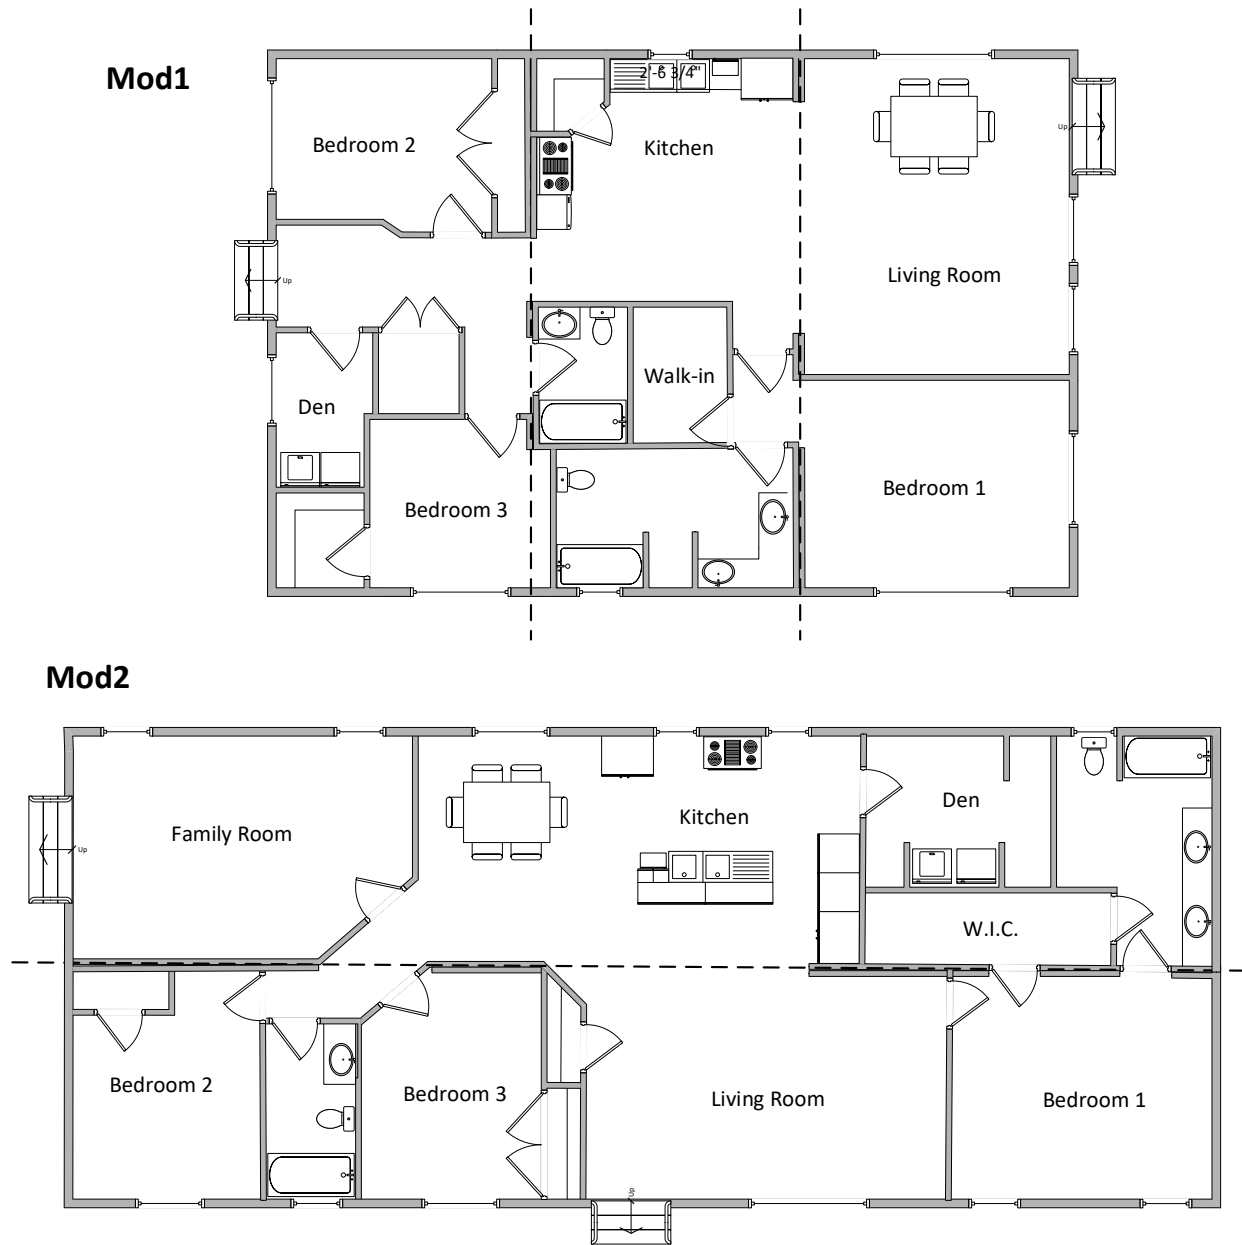 Mod1
2'-6 3/4"
Bedroom 2
Kitchen
Up
Living Room
Up
Walk-in
Den
Bedroom 1
Bedroom 3
Mod2
Den
Kitchen
Family Room
Up
W.I.C.
Bedroom 2
Bedroom 3
Living Room
Bedroom 1
Up